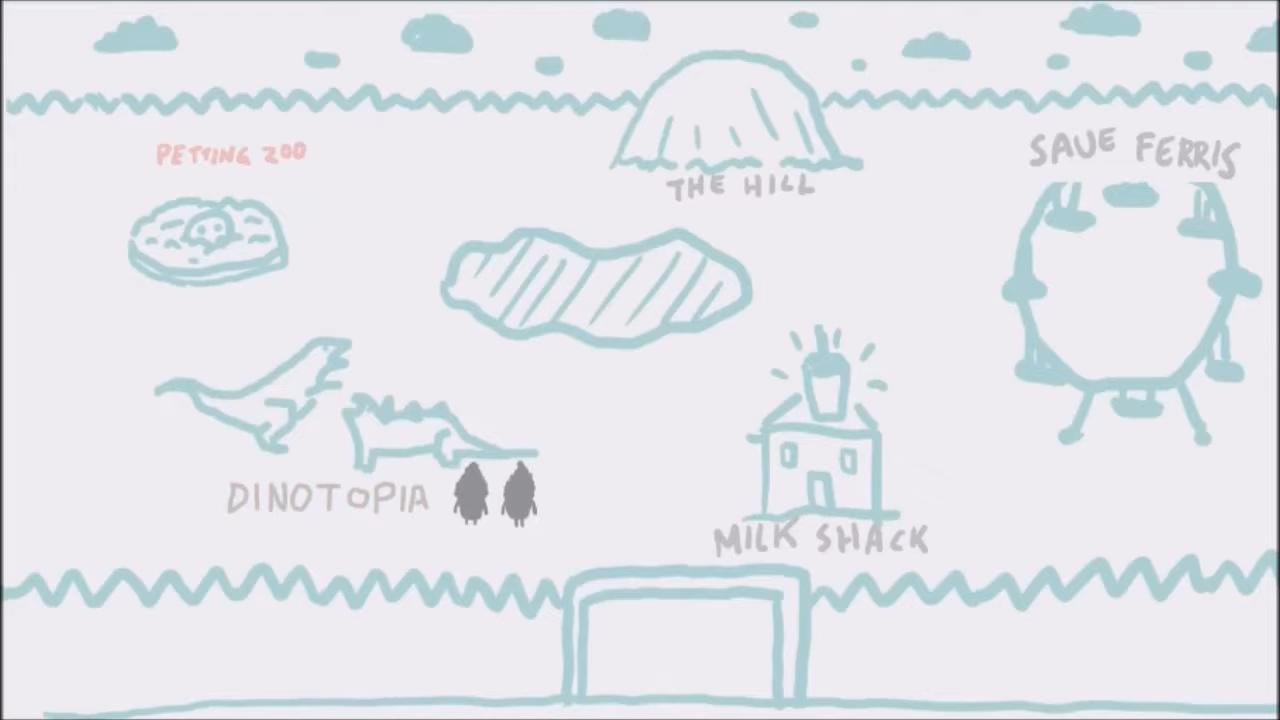 SAVE FERRIS
PETTING ZOO
THE HILL
DINOTOPIA
MILK SHACK